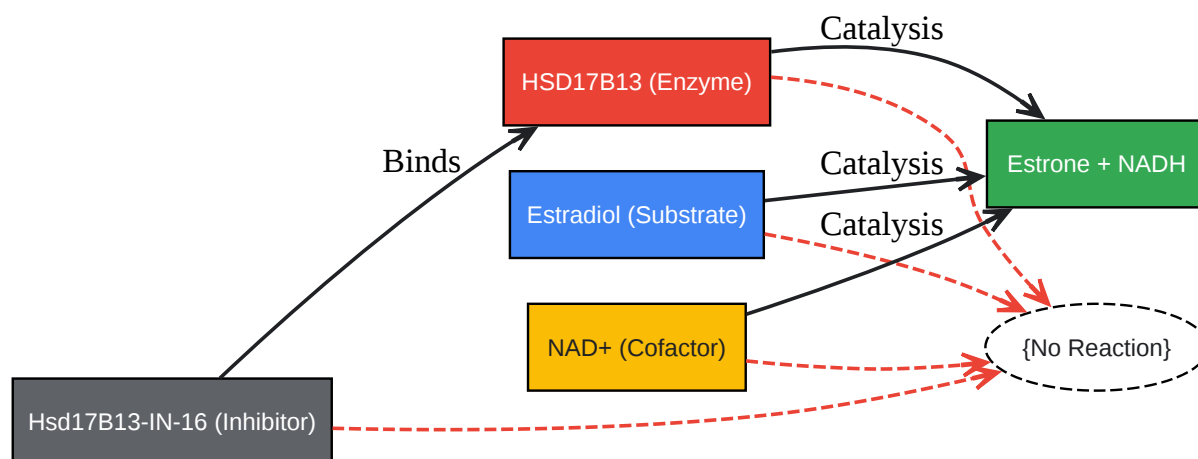 Catalysis
HSD17B13 (Enzyme)
Binds
Catalysis
Estrone + NADH
Estradiol (Substrate)
Catalysis
NAD+ (Cofactor)
{No Reaction}
Hsd17B13-IN-16 (Inhibitor)